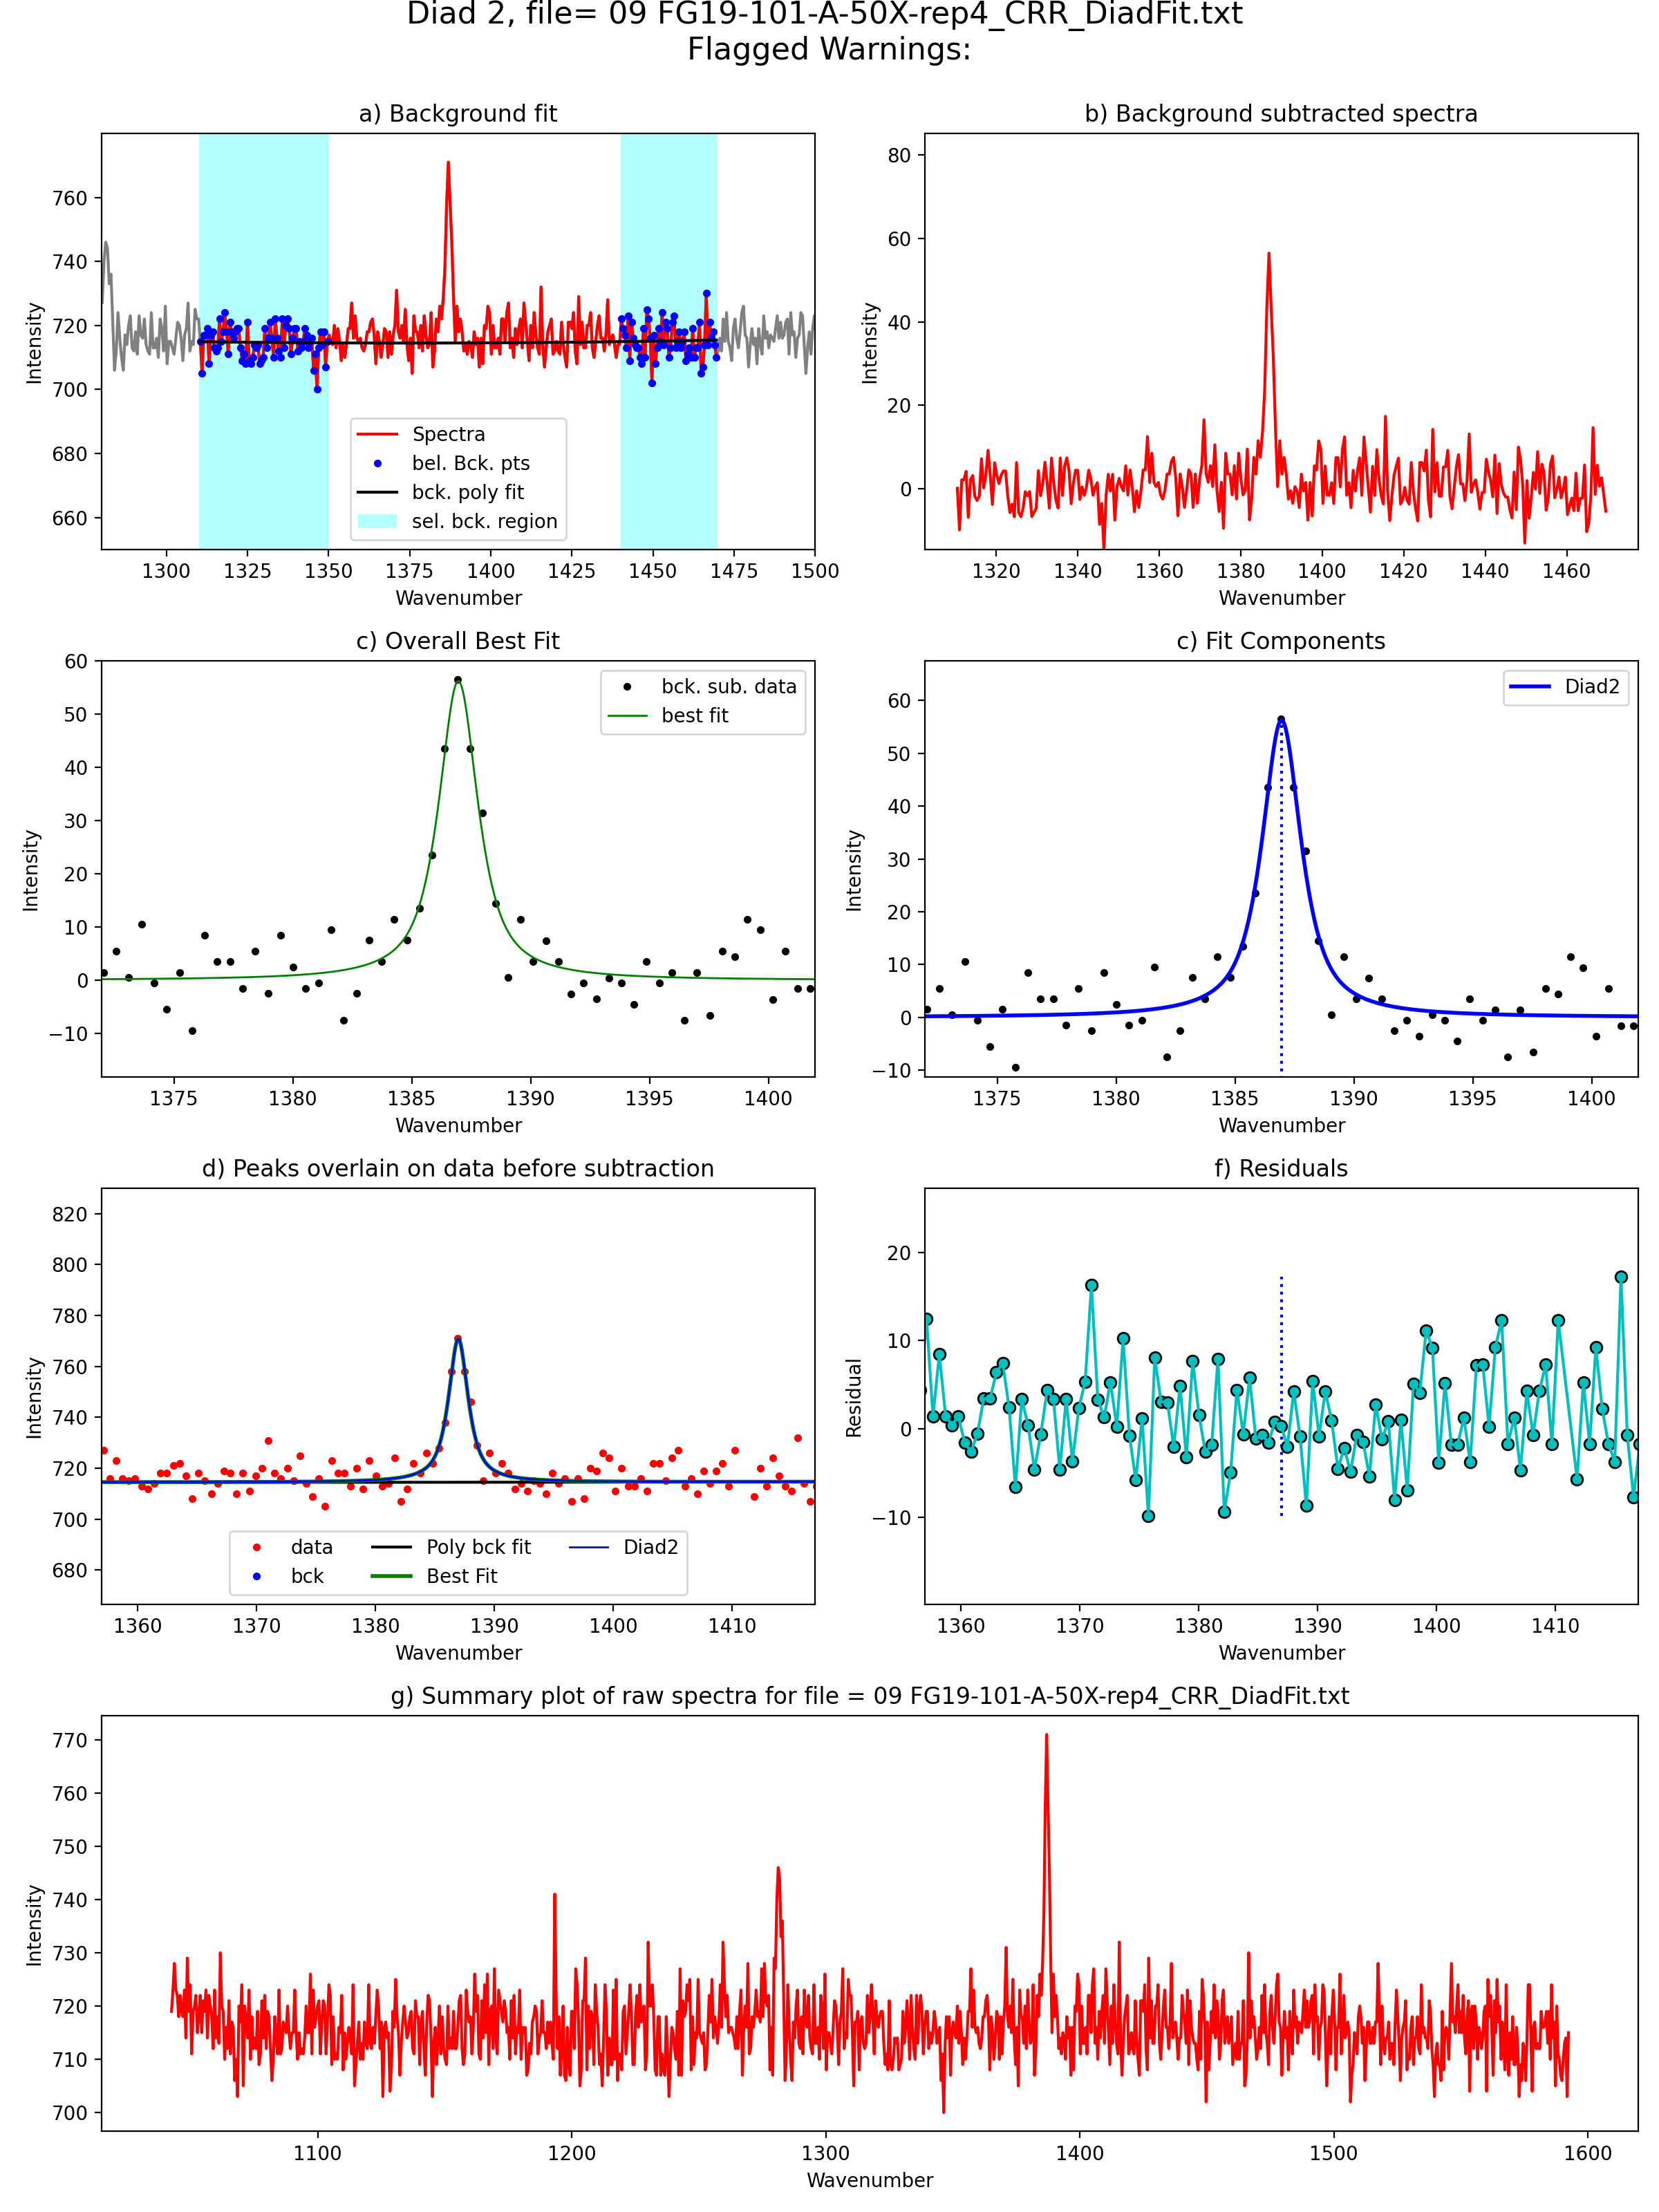 Diad 2, file= 09 FG19-101-A-50X-rep4_CRR_DiadFit.txt
Flagged Warnings:
a) Background fit
Intensity
760
740
720
700
680
660
Spectra
bel. Bck. pts
bck. poly fit
sel. bck. region
1300 1325 1350 1375 1400 1425 1450 1475 1500
Wavenumber
b) Background subtracted spectra
Intensity
80
60
40
20
0
1320 1340 1360 1380 1400 1420 1440 1460
Wavenumber
c) Overall Best Fit
Intensity
60
50
40
30
20
10
0
−10
bck. sub. data
best fit
1375 1380 1385 1390 1395 1400
Wavenumber
c) Fit Components
Intensity
60
50
40
30
20
10
0
−10
Diad2
1375 1380 1385 1390 1395 1400
Wavenumber
d) Peaks overlain on data before subtraction
Intensity
820
800
780
760
740
720
700
680
data
bck
Poly bck fit
Best Fit
Diad2
1360 1370 1380 1390 1400 1410
Wavenumber
f) Residuals
Residual
20
10
0
−10
1360 1370 1380 1390 1400 1410
Wavenumber
g) Summary plot of raw spectra for file = 09 FG19-101-A-50X-rep4_CRR_DiadFit.txt
Intensity
770
760
750
740
730
720
710
700
1100 1200 1300 1400 1500 1600
Wavenumber